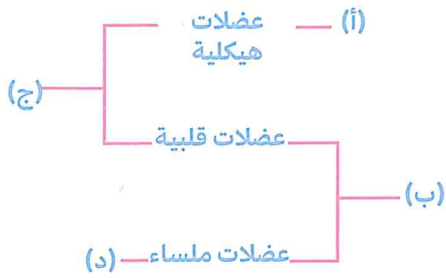 (أ) عضلات
هيكلية
(ج)
عضلات قلبية
(ب)
عضلات ملساء (د)